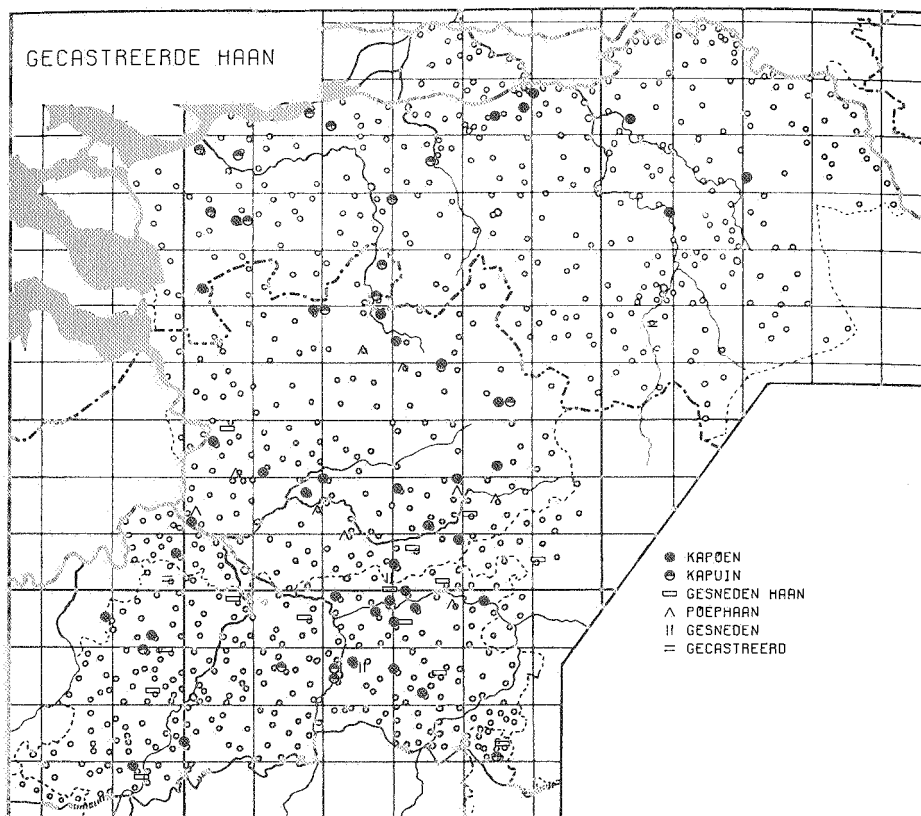 GECASTREERDE HAAN
KAPOEN
KAPUIN
GESNEDEN HAAN
POEPHAAN
GESNEDEN
GECASTREERD